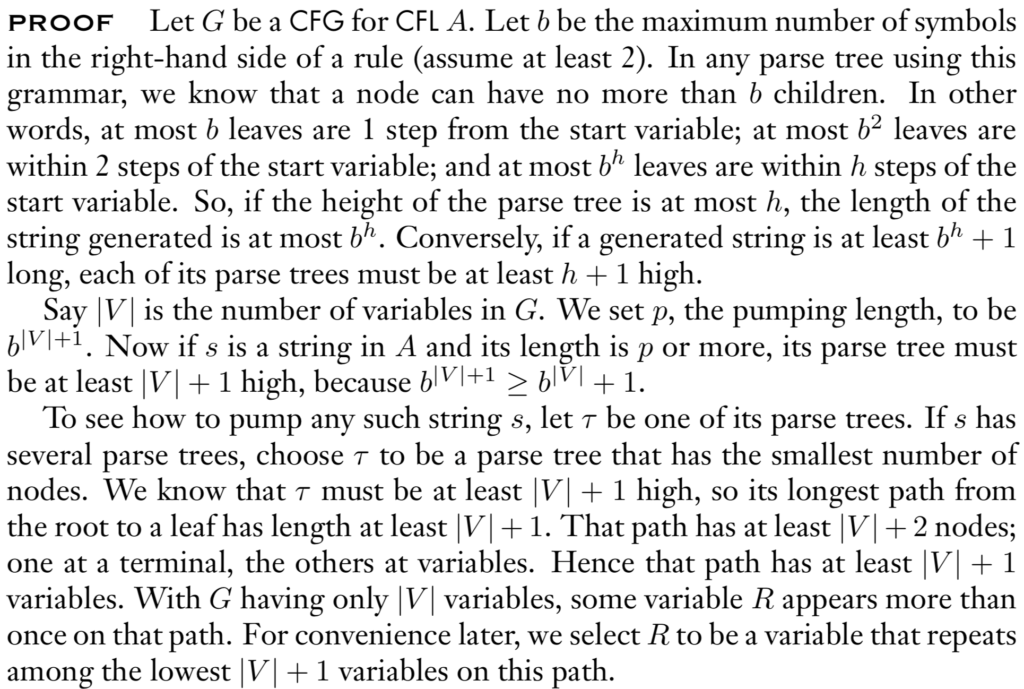 PROOF Let G be a CFG for CFL A. Let b be the maximum number of symbols
in the right-hand side of a rule (assume at least 2). In any parse tree using this
grammar, we know that a node can have no more than b children. In other
words, at most b leaves are 1 step from the start variable; at most b² leaves are
within 2 steps of the start variable; and at most bʰ leaves are within h steps of the
start variable. So, if the height of the parse tree is at most h, the length of the
string generated is at most bʰ. Conversely, if a generated string is at least bʰ + 1
long, each of its parse trees must be at least h + 1 high.
Say |V| is the number of variables in G. We set p, the pumping length, to be
b^{|V|+1}. Now if s is a string in A and its length is p or more, its parse tree must
be at least |V| + 1 high, because b^{|V|+1} ≥ b^{|V|} + 1.
To see how to pump any such string s, let τ be one of its parse trees. If s has
several parse trees, choose τ to be a parse tree that has the smallest number of
nodes. We know that τ must be at least |V| + 1 high, so its longest path from
the root to a leaf has length at least |V| + 1. That path has at least |V| + 2 nodes;
one at a terminal, the others at variables. Hence that path has at least |V| + 1
variables. With G having only |V| variables, some variable R appears more than
once on that path. For convenience later, we select R to be a variable that repeats
among the lowest |V| + 1 variables on this path.